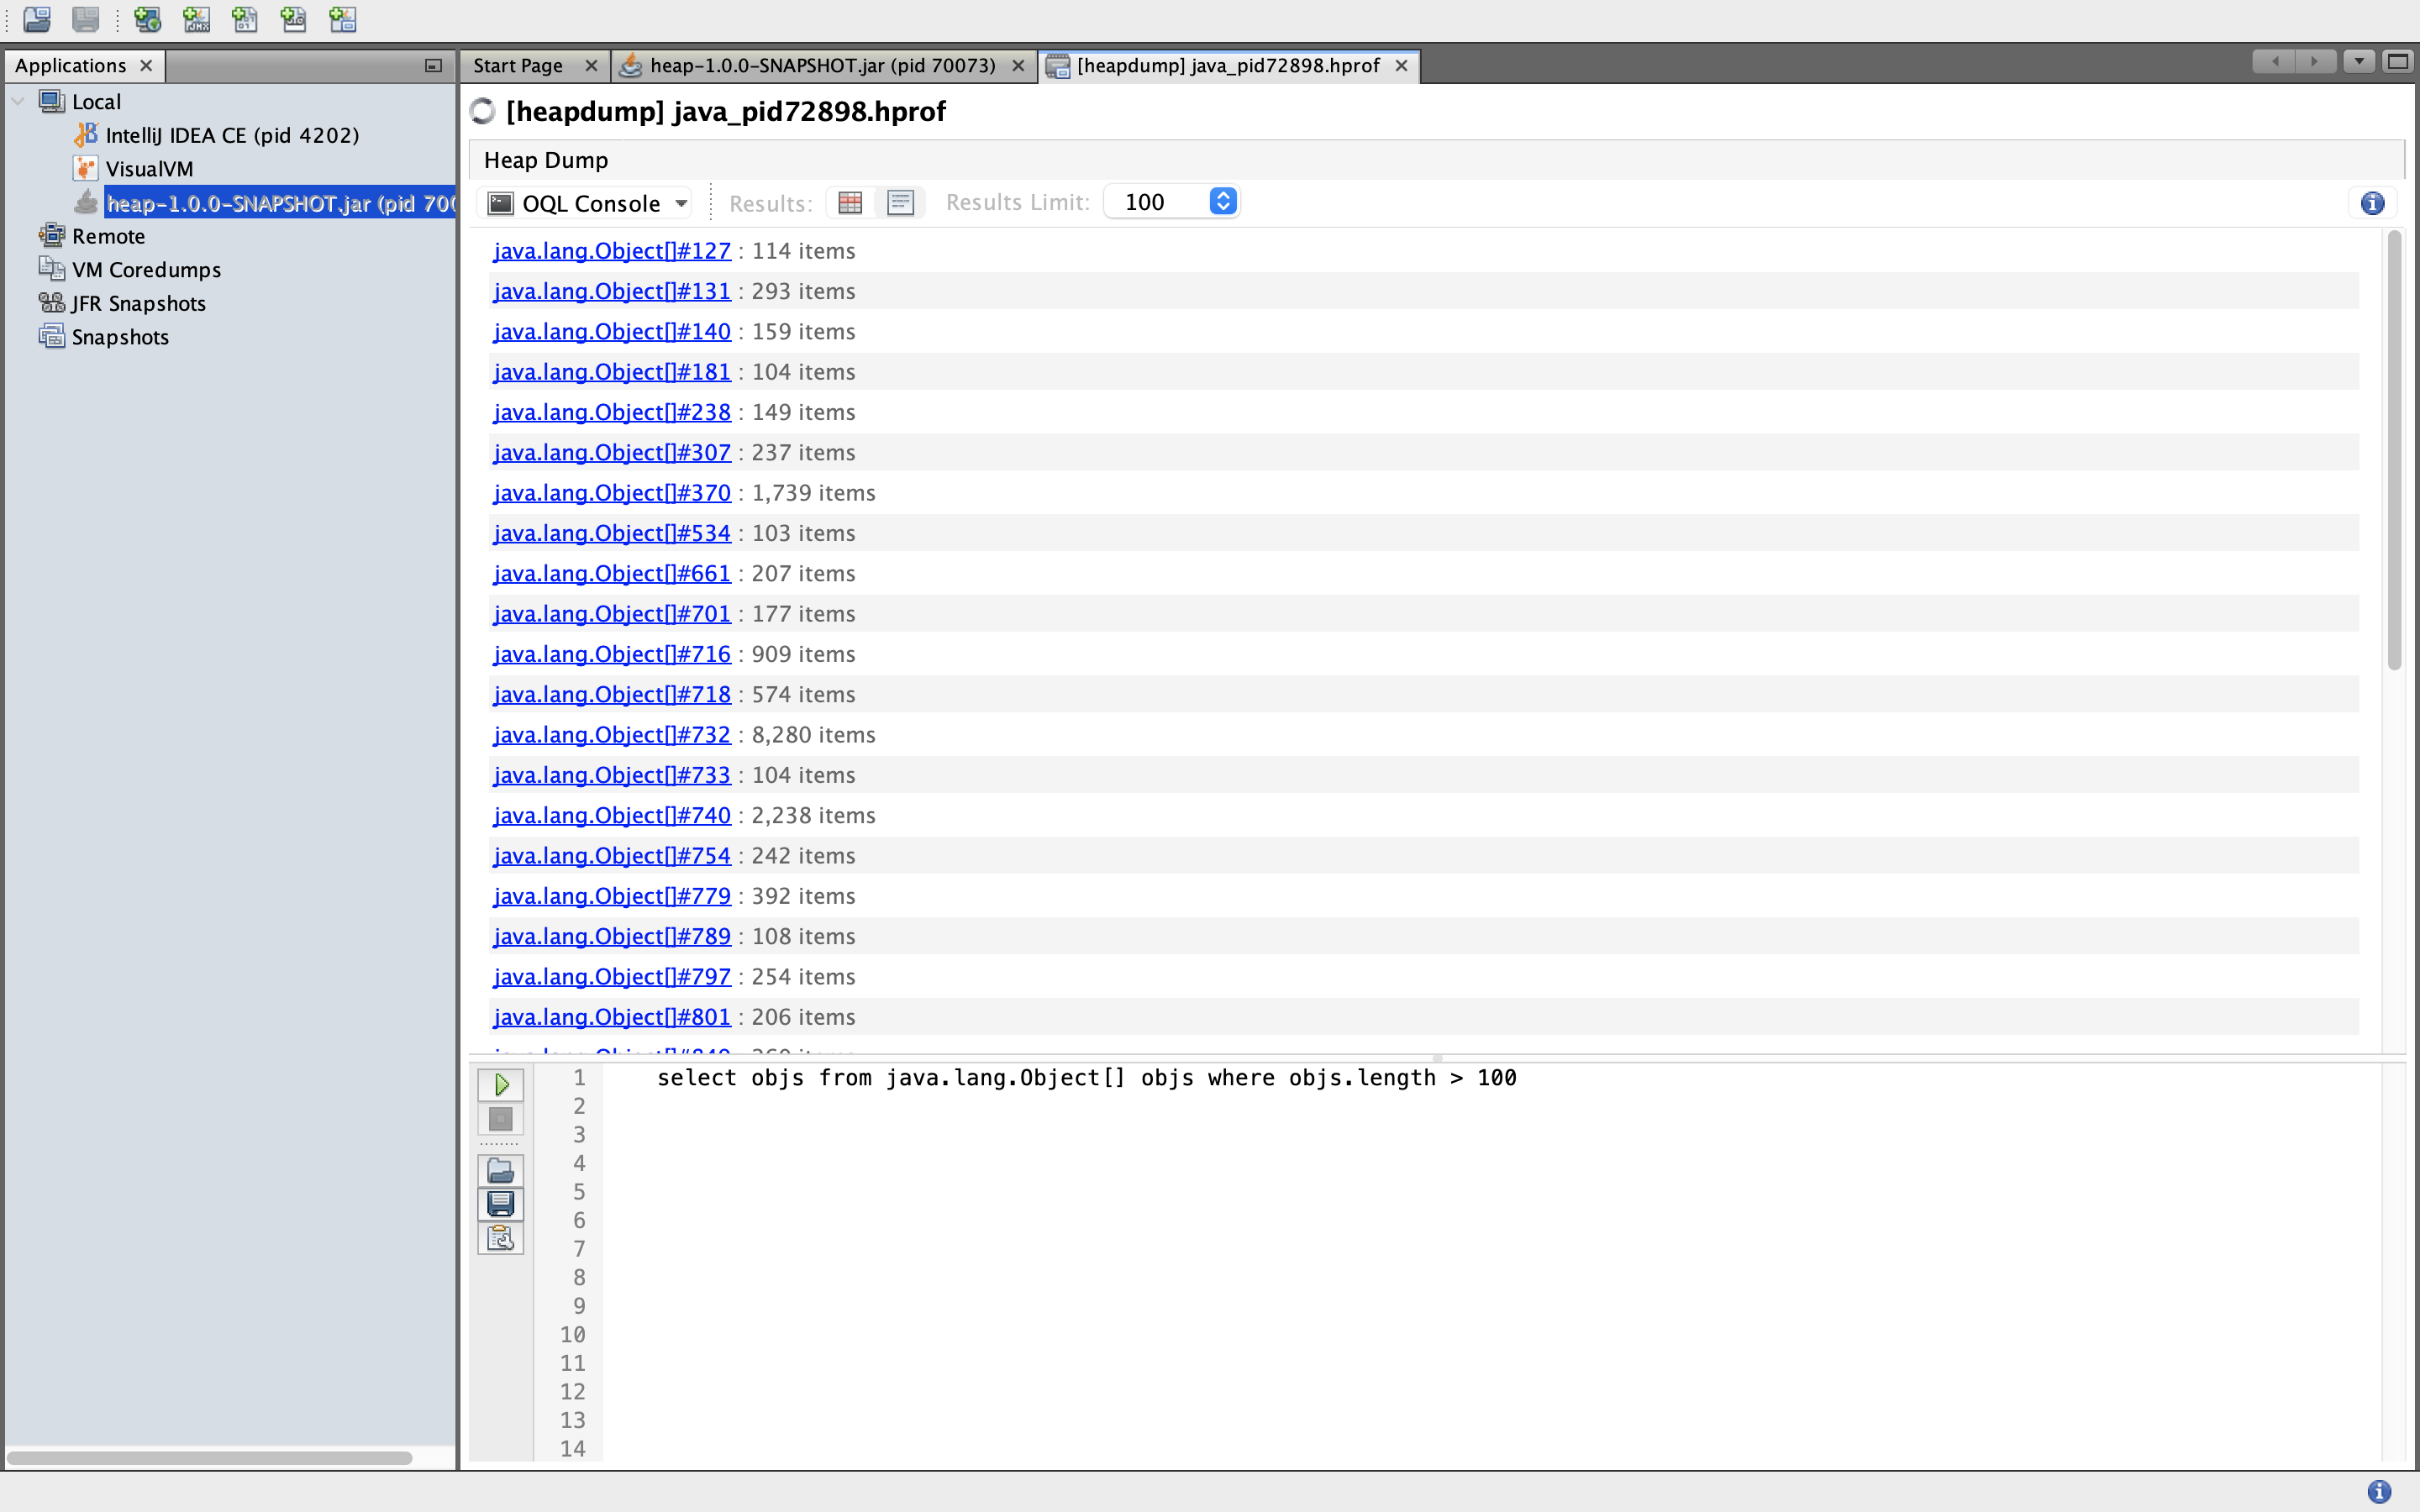 Applications
Local
IntelliJ IDEA CE (pid 4202)
VisualVM
heap-1.0.0-SNAPSHOT.jar (pid 700
Remote
VM Coredumps
JFR Snapshots
Snapshots
Start Page
heap-1.0.0-SNAPSHOT.jar (pid 70073)
[heapdump] java_pid72898.hprof
[heapdump] java_pid72898.hprof
Heap Dump
OQL Console
Results:
Results Limit: 100
java.lang.Object[]#127 : 114 items
java.lang.Object[]#131 : 293 items
java.lang.Object[]#140 : 159 items
java.lang.Object[]#181 : 104 items
java.lang.Object[]#238 : 149 items
java.lang.Object[]#307 : 237 items
java.lang.Object[]#370 : 1,739 items
java.lang.Object[]#534 : 103 items
java.lang.Object[]#661 : 207 items
java.lang.Object[]#701 : 177 items
java.lang.Object[]#716 : 909 items
java.lang.Object[]#718 : 574 items
java.lang.Object[]#732 : 8,280 items
java.lang.Object[]#733 : 104 items
java.lang.Object[]#740 : 2,238 items
java.lang.Object[]#754 : 242 items
java.lang.Object[]#779 : 392 items
java.lang.Object[]#789 : 108 items
java.lang.Object[]#797 : 254 items
java.lang.Object[]#801 : 206 items
1 select objs from java.lang.Object[] objs where objs.length > 100
2
3
4
5
6
7
8
9
10
11
12
13
14